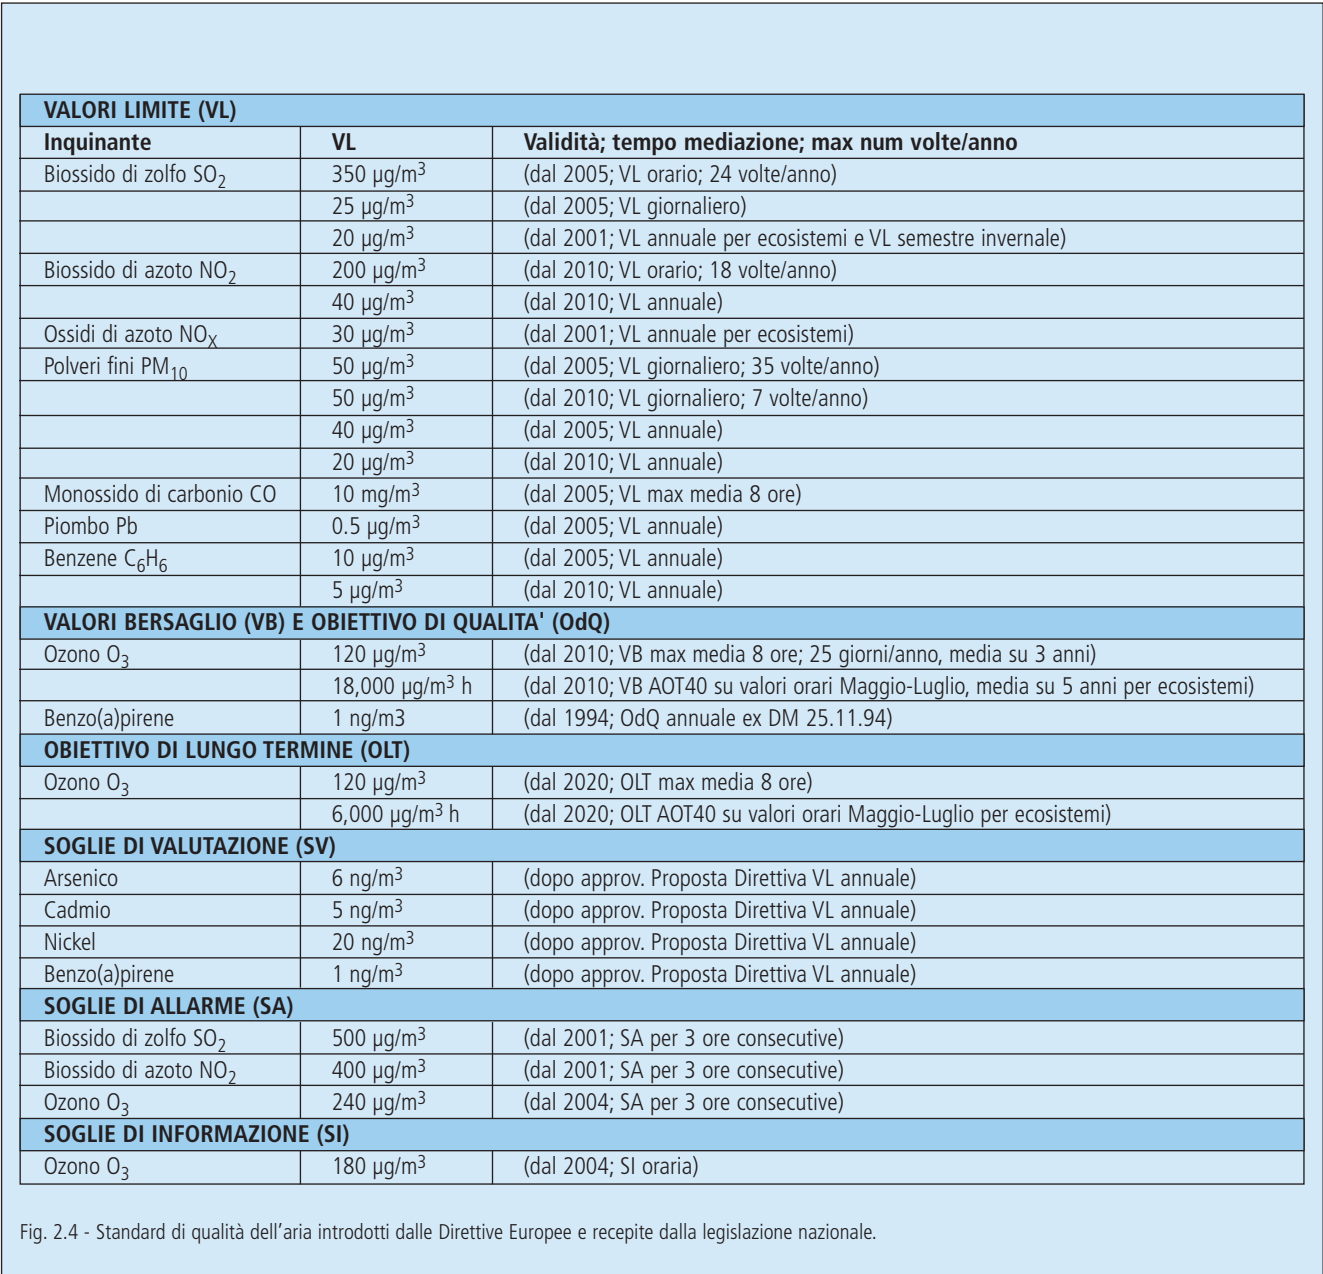 VALORI LIMITE (VL)
Inquinante VL Validità; tempo mediazione; max num volte/anno
Biossido di zolfo SO2 350 µg/m3 (dal 2005; VL orario; 24 volte/anno)
25 µg/m3 (dal 2005; VL giornaliero)
20 µg/m3 (dal 2001; VL annuale per ecosistemi e VL semestre invernale)
Biossido di azoto NO2 200 µg/m3 (dal 2010; VL orario; 18 volte/anno)
40 µg/m3 (dal 2010; VL annuale)
Ossidi di azoto NOX 30 µg/m3 (dal 2001; VL annuale per ecosistemi)
Polveri fini PM10 50 µg/m3 (dal 2005; VL giornaliero; 35 volte/anno)
50 µg/m3 (dal 2010; VL giornaliero; 7 volte/anno)
40 µg/m3 (dal 2005; VL annuale)
20 µg/m3 (dal 2010; VL annuale)
Monossido di carbonio CO 10 mg/m3 (dal 2005; VL max media 8 ore)
Piombo Pb 0.5 µg/m3 (dal 2005; VL annuale)
Benzene C6H6 10 µg/m3 (dal 2005; VL annuale)
5 µg/m3 (dal 2010; VL annuale)
VALORI BERSAGLIO (VB) E OBIETTIVO DI QUALITA' (OdQ)
Ozono O3 120 µg/m3 (dal 2010; VB max media 8 ore; 25 giorni/anno, media su 3 anni)
18,000 µg/m3 h (dal 2010; VB AOT40 su valori orari Maggio-Luglio, media su 5 anni per ecosistemi)
Benzo(a)pirene 1 ng/m3 (dal 1994; OdQ annuale ex DM 25.11.94)
OBIETTIVO DI LUNGO TERMINE (OLT)
Ozono O3 120 µg/m3 (dal 2020; OLT max media 8 ore)
6,000 µg/m3 h (dal 2020; OLT AOT40 su valori orari Maggio-Luglio per ecosistemi)
SOGLIE DI VALUTAZIONE (SV)
Arsenico 6 ng/m3 (dopo approv. Proposta Direttiva VL annuale)
Cadmio 5 ng/m3 (dopo approv. Proposta Direttiva VL annuale)
Nickel 20 ng/m3 (dopo approv. Proposta Direttiva VL annuale)
Benzo(a)pirene 1 ng/m3 (dopo approv. Proposta Direttiva VL annuale)
SOGLIE DI ALLARME (SA)
Biossido di zolfo SO2 500 µg/m3 (dal 2001; SA per 3 ore consecutive)
Biossido di azoto NO2 400 µg/m3 (dal 2001; SA per 3 ore consecutive)
Ozono O3 240 µg/m3 (dal 2004; SA per 3 ore consecutive)
SOGLIE DI INFORMAZIONE (SI)
Ozono O3 180 µg/m3 (dal 2004; SI oraria)
Fig. 2.4 - Standard di qualità dell'aria introdotti dalle Direttive Europee e recepite dalla legislazione nazionale.